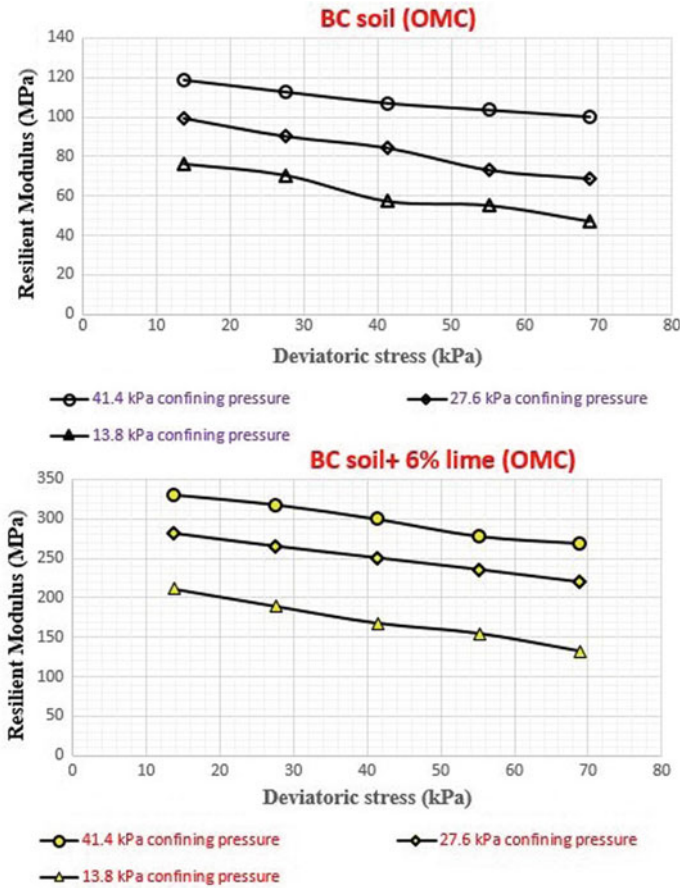 BC soil (OMC)
Resilient Modulus (MPa)
140
120
100
80
60
40
20
0
0 10 20 30 40 50 60 70 80
Deviatoric stress (kPa)
41.4 kPa confining pressure 27.6 kPa confining pressure
13.8 kPa confining pressure
BC soil+ 6% lime (OMC)
Resilient Modulus (MPa)
350
300
250
200
150
100
50
0
0 10 20 30 40 50 60 70 80
Deviatoric stress (kPa)
41.4 kPa confining pressure 27.6 kPa confining pressure
13.8 kPa confining pressure